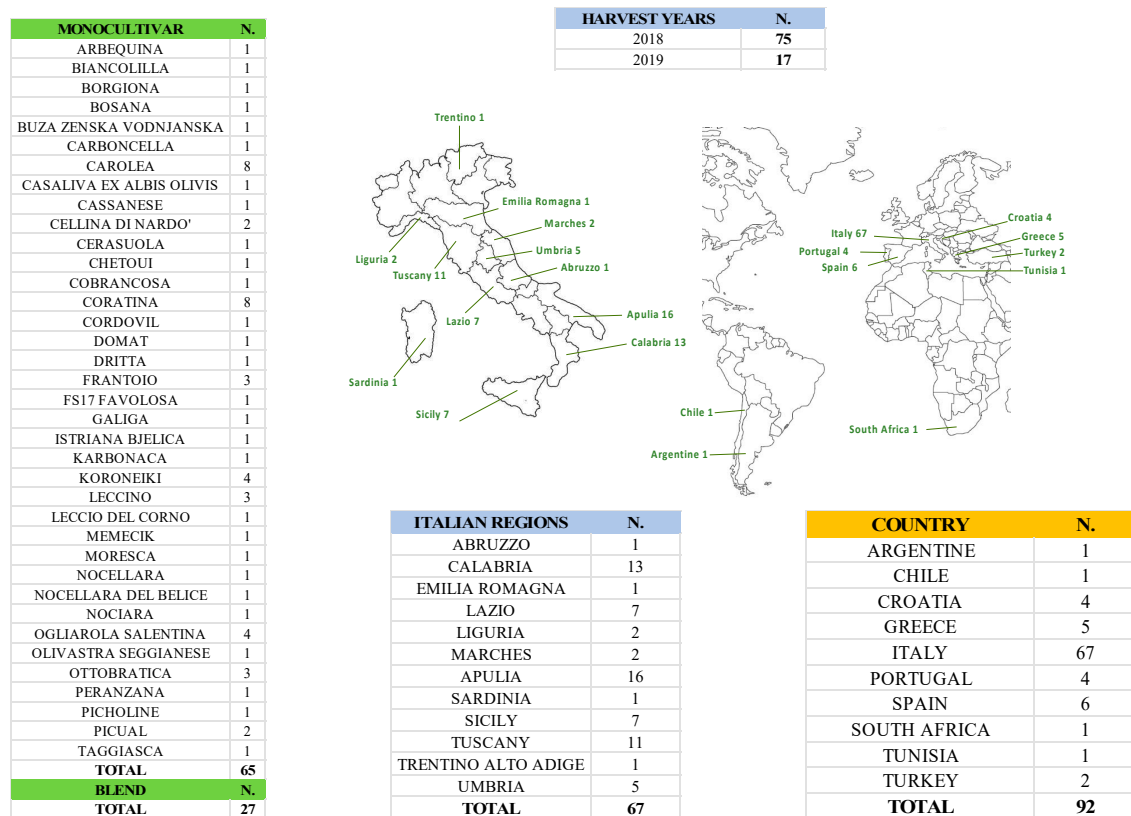 MONOCULTIVAR N.
ARBEQUINA 1
BIANCOLILLA 1
BORGIONA 1
BOSANA 1
BUZA ZENSKA VODNJANSKA 1
CARBONCELLA 1
CAROLEA 8
CASALIVA EX ALBIS OLIVIS 1
CASSANESE 1
CELLINA DI NARDO' 2
CERASUOLA 1
CHETOUI 1
COBRANCOSA 1
CORATINA 8
CORDOVIL 1
DOMAT 1
DRITTA 1
FRANTOIO 3
FS17 FAVOLOSA 1
GALIGA 1
ISTRIANA BJELICA 1
KARBONACA 1
KORONEIKI 4
LECCINO 3
LECCIO DEL CORNO 1
MEMECIK 1
MORESCA 1
NOCELLARA 1
NOCELLARA DEL BELICE 1
NOCIARA 1
OGLIAROLA SALENTINA 4
OLIVASTRA SEGGIANESE 1
OTTOBRATICA 3
PERANZANA 1
PICHOLINE 1
PICUAL 2
TAGGIASCA 1
TOTAL 65
BLEND N.
TOTAL 27
HARVEST YEARS N.
2018 75
2019 17
Trentino 1
Emilia Romagna 1
Marches 2
Umbria 5
Liguria 2
Tuscany 11
Abruzzo 1
Lazio 7
Apulia 16
Calabria 13
Sardinia 1
Sicily 7
Croatia 4
Italy 67
Greece 5
Portugal 4
Turkey 2
Spain 6
Tunisia 1
Chile 1
South Africa 1
Argentine 1
ITALIAN REGIONS N.
ABRUZZO 1
CALABRIA 13
EMILIA ROMAGNA 1
LAZIO 7
LIGURIA 2
MARCHES 2
APULIA 16
SARDINIA 1
SICILY 7
TUSCANY 11
TRENTINO ALTO ADIGE 1
UMBRIA 5
TOTAL 67
COUNTRY N.
ARGENTINE 1
CHILE 1
CROATIA 4
GREECE 5
ITALY 67
PORTUGAL 4
SPAIN 6
SOUTH AFRICA 1
TUNISIA 1
TURKEY 2
TOTAL 92